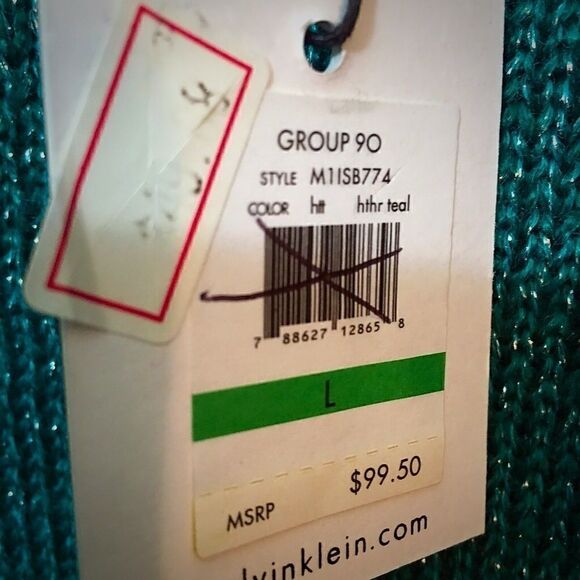 GROUP 90
STYLE M1ISB774
COLOR htt hthr teal
7 88627 12865 8
L
$99.50
MSRP
lvinklein.com